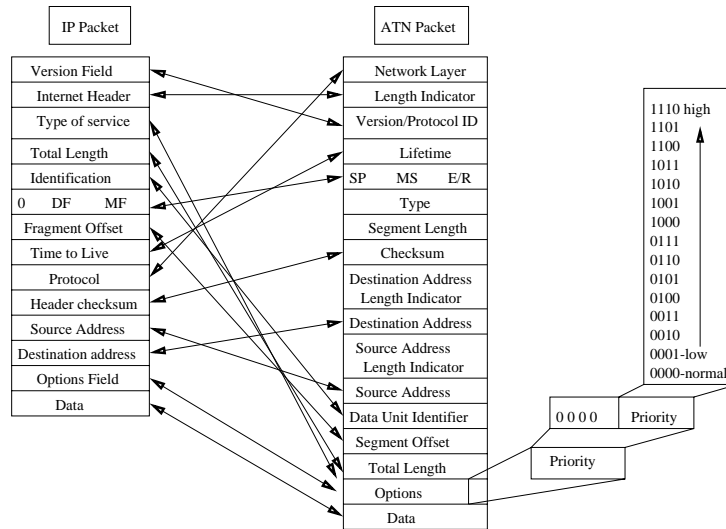 IP Packet
Version Field
Internet Header
Type of service
Total Length
Identification
0 DF MF
Fragment Offset
Time to Live
Protocol
Header checksum
Source Address
Destination address
Options Field
Data
ATN Packet
Network Layer
Length Indicator
Version/Protocol ID
Lifetime
SP MS E/R
Type
Segment Length
Checksum
Destination Address
Length Indicator
Destination Address
Source Address
Length Indicator
Source Address
Data Unit Identifier
Segment Offset
Total Length
Options
Data
1110 high
1101
1100
1011
1010
1001
1000
0111
0110
0101
0100
0011
0010
0001-low
0000-normal
0 0 0 0 Priority
Priority